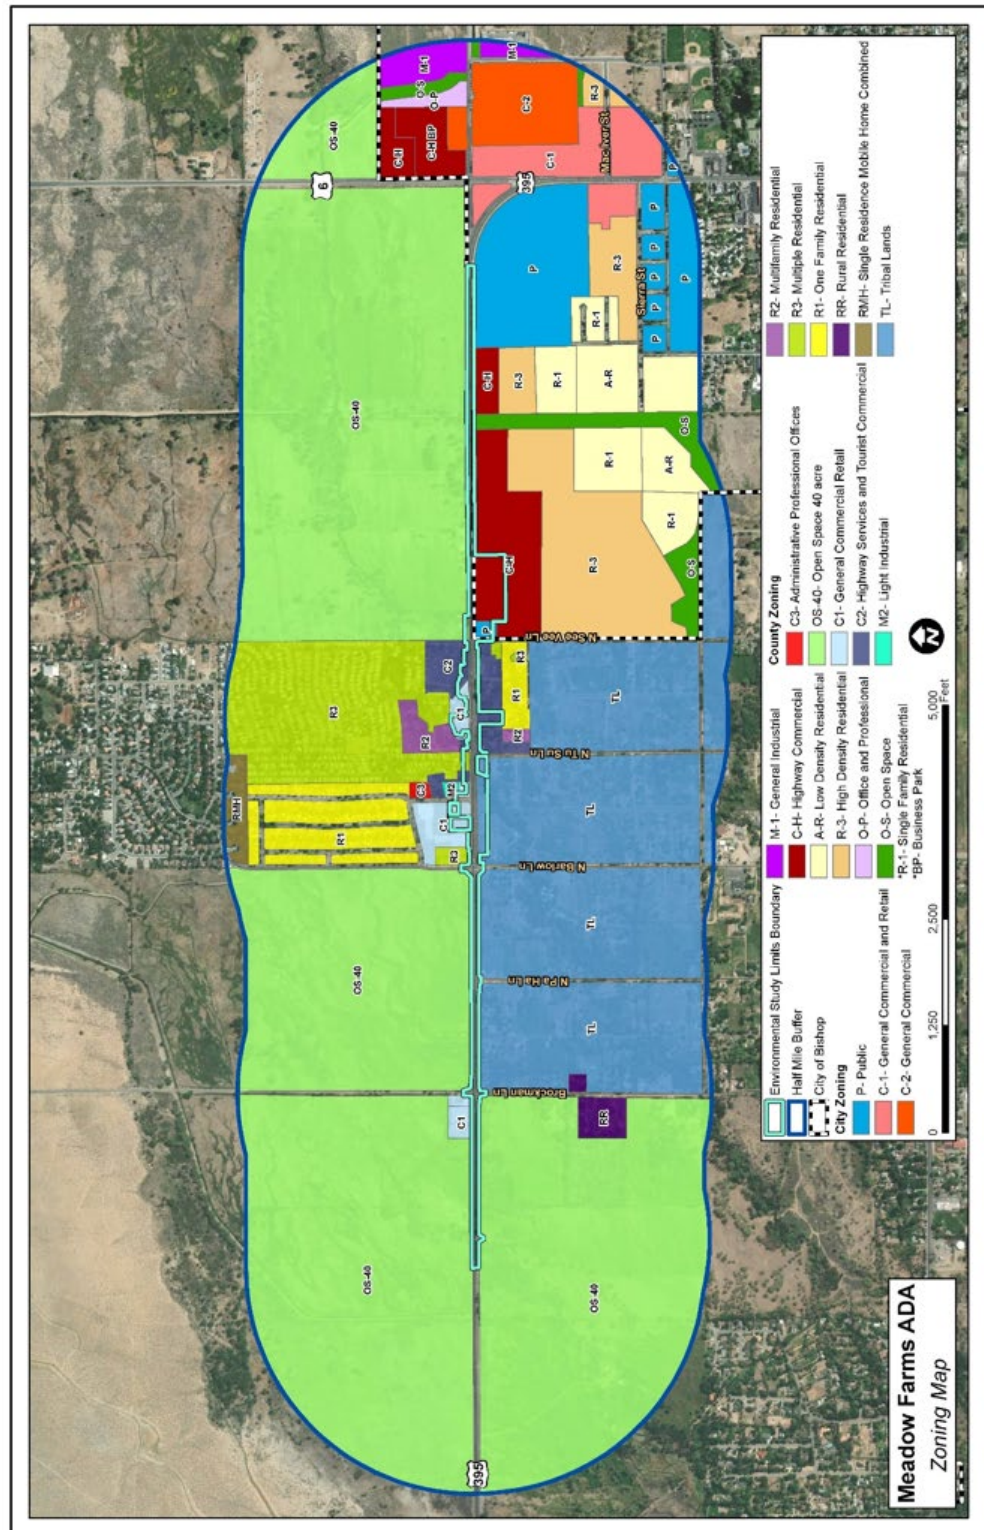 Meadow Farms ADA
Zoning Map
Environmental Study Limits Boundary
Half Mile Buffer
City of Bishop
City Zoning
P- Public
C-1- General Commercial and Retail
C-2- General Commercial
M-1- General Industrial
C-H- Highway Commercial
A-R- Low Density Residential
R-3- High Density Residential
O-P- Office and Professional
O-S- Open Space
*R-1- Single Family Residential
*BP- Business Park
County Zoning
C3- Administrative Professional Offices
OS-40- Open Space 40 acre
C1- General Commercial Retail
C2- Highway Services and Tourist Commercial
M2- Light Industrial
R2- Multifamily Residential
R3- Multiple Residential
R1- One Family Residential
RR- Rural Residential
RMH- Single Residence Mobile Home Combined
TL- Tribal Lands
0 1,250 2,500 5,000
Feet
N
395
OS-40
OS-40
C1
Brockman Ln
RR
OS-40
TL
N Pa Ha Ln
TL
N Barlow Ln
RMH
R1
R3
C1
C3
M2
TL
N Tu Su Ln
R3
R2
C1
C2
R2
R1
R3
TL
N See Vee Ln
P
C-H
R-3
O-S
R-1
A-R
R-1
O-S
OS-40
C-H
R-3
R-1
A-R
P
R-1
R-3
Sierra St
P
P
P
P
P
P
6
395
OS-40
C-H
C-H
BP
O-P
O-S
M-1
M-1
C-2
C-1
R-3
MacIver St
P